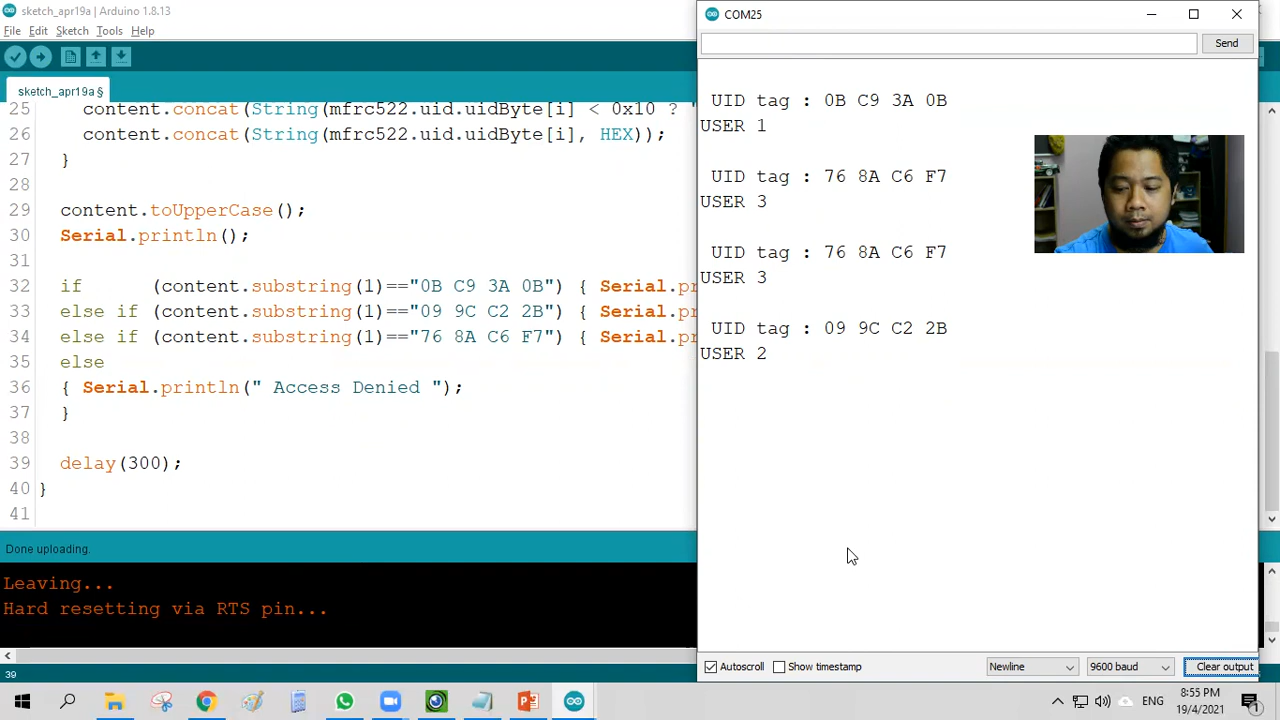 sketch_apr19a | Arduino 1.8.13
File Edit Sketch Tools Help
sketch_apr19a §
25 content.concat(String(mfrc522.uid.uidByte[i] < 0x10 ? "
26 content.concat(String(mfrc522.uid.uidByte[i], HEX));
27 }
28
29 content.toUpperCase();
30 Serial.println();
31
32 if (content.substring(1)=="0B C9 3A 0B") { Serial.pr
33 else if (content.substring(1)=="09 9C C2 2B") { Serial.pr
34 else if (content.substring(1)=="76 8A C6 F7") { Serial.pr
35 else
36 { Serial.println(" Access Denied ");
37 }
38
39 delay(300);
40 }
41
Done uploading.
Leaving...
Hard resetting via RTS pin...
39
COM25
Send
UID tag : 0B C9 3A 0B
USER 1
UID tag : 76 8A C6 F7
USER 3
UID tag : 76 8A C6 F7
USER 3
UID tag : 09 9C C2 2B
USER 2
Autoscroll Show timestamp Newline 9600 baud Clear output
ENG
8:55 PM
19/4/2021
1